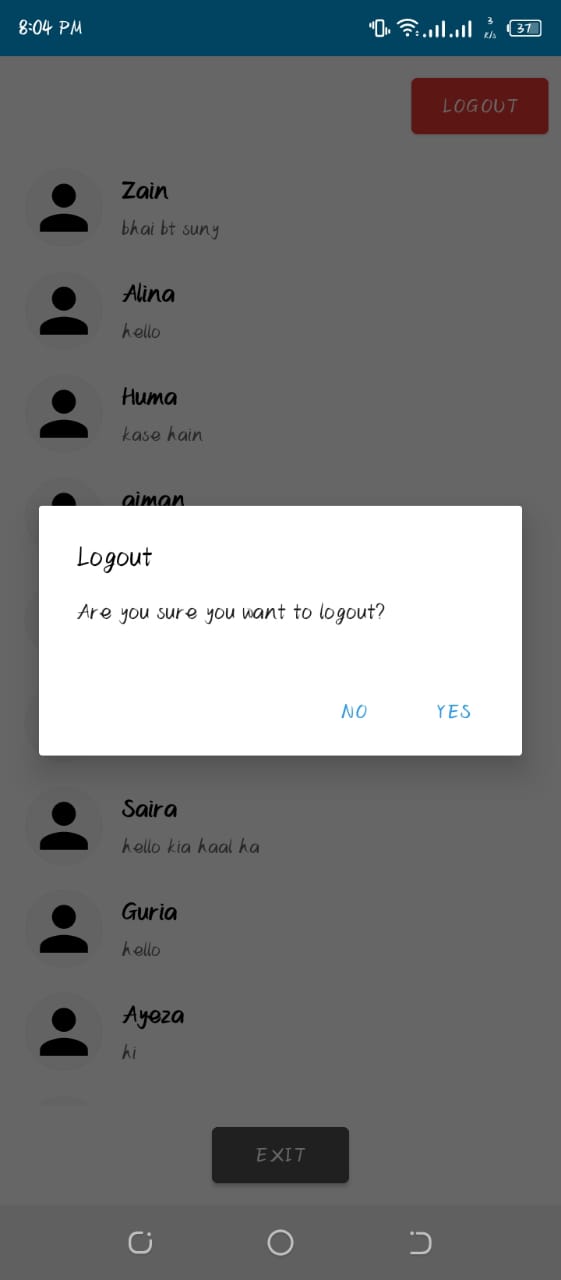 8:04 PM
3
K/s
37
LOGOUT
Zain
bhai bt suny
Alina
hello
Huma
kase hain
aiman
Logout
Are you sure you want to logout?
NO YES
Saira
hello kia haal ha
Guria
hello
Ayeza
hi
EXIT